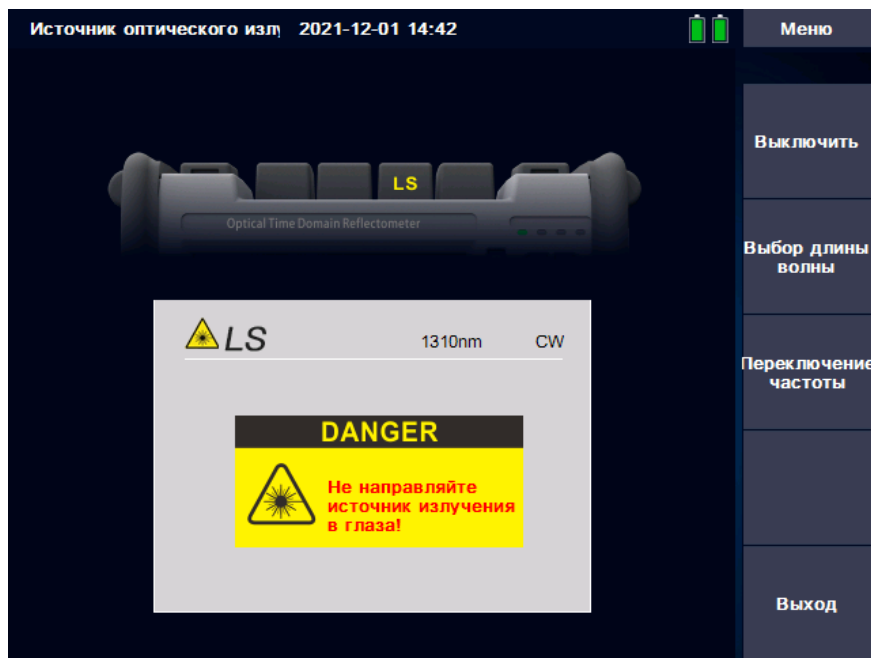 Источник оптического изл 2021-12-01 14:42
Меню
Выключить
LS
Optical Time Domain Reflectometer
Выбор длины
волны
LS 1310nm CW
Переключение
частоты
DANGER
Не направляйте
источник излучения
в глаза!
Выход